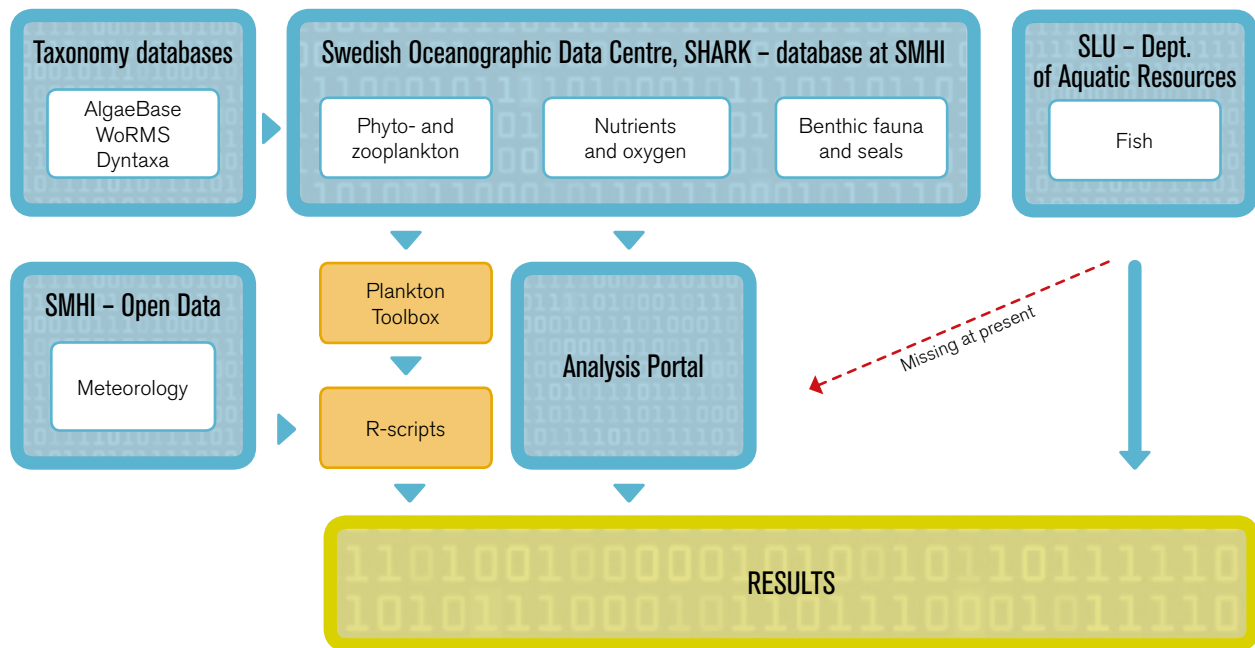 Taxonomy databases
AlgaeBase
WoRMS
Dyntaxa
Swedish Oceanographic Data Centre, SHARK – database at SMHI
Phyto- and
zooplankton
Nutrients
and oxygen
Benthic fauna
and seals
SLU – Dept.
of Aquatic Resources
Fish
SMHI – Open Data
Meteorology
Plankton
Toolbox
R-scripts
Analysis Portal
Missing at present
RESULTS